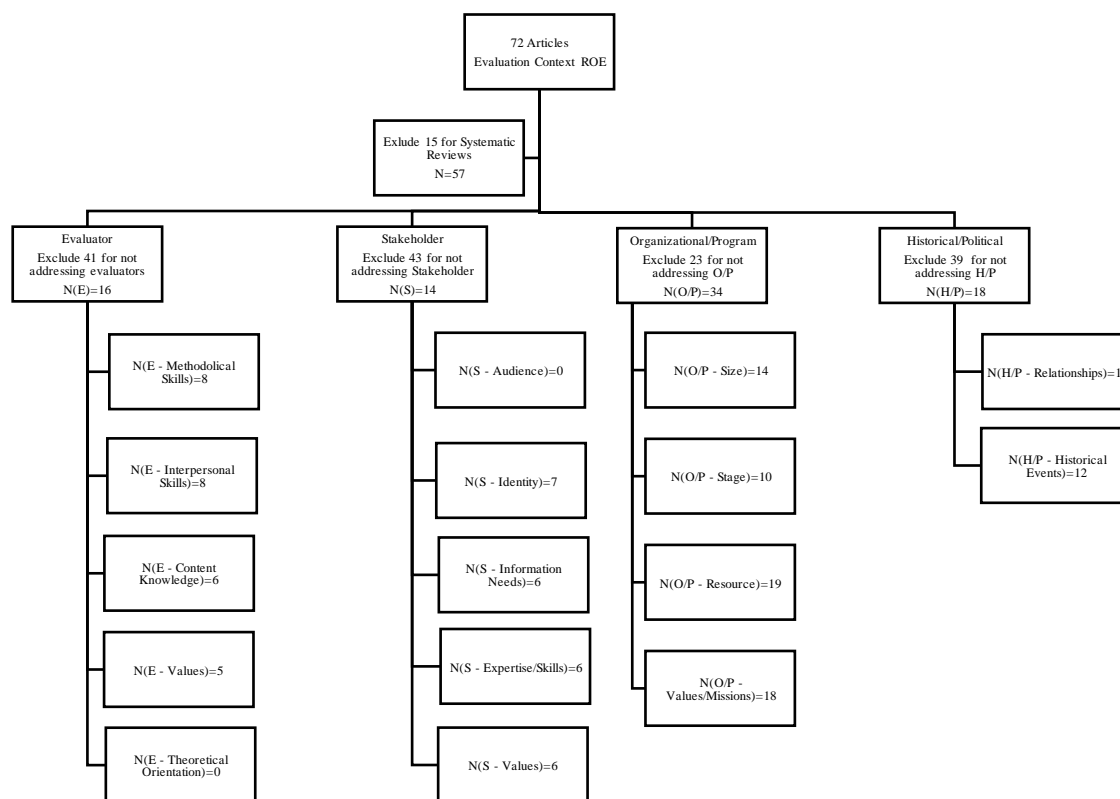 72 Articles
Evaluation Context ROE
Exlude 15 for Systematic
Reviews
N=57
Evaluator
Exclude 41 for not
addressing evaluators
N(E)=16
Stakeholder
Exclude 43 for not
addressing Stakeholder
N(S)=14
Organizational/Program
Exclude 23 for not
addressing O/P
N(O/P)=34
Historical/Political
Exclude 39 for not
addressing H/P
N(H/P)=18
N(E - Methodolical
Skills)=8
N(E - Interpersonal
Skills)=8
N(E - Content
Knowledge)=6
N(E - Values)=5
N(E - Theoretical
Orientation)=0
N(S - Audience)=0
N(S - Identity)=7
N(S - Information
Needs)=6
N(S - Expertise/Skills)=6
N(S - Values)=6
N(O/P - Size)=14
N(O/P - Stage)=10
N(O/P - Resource)=19
N(O/P -
Values/Missions)=18
N(H/P - Relationships)=
N(H/P - Historical
Events)=12